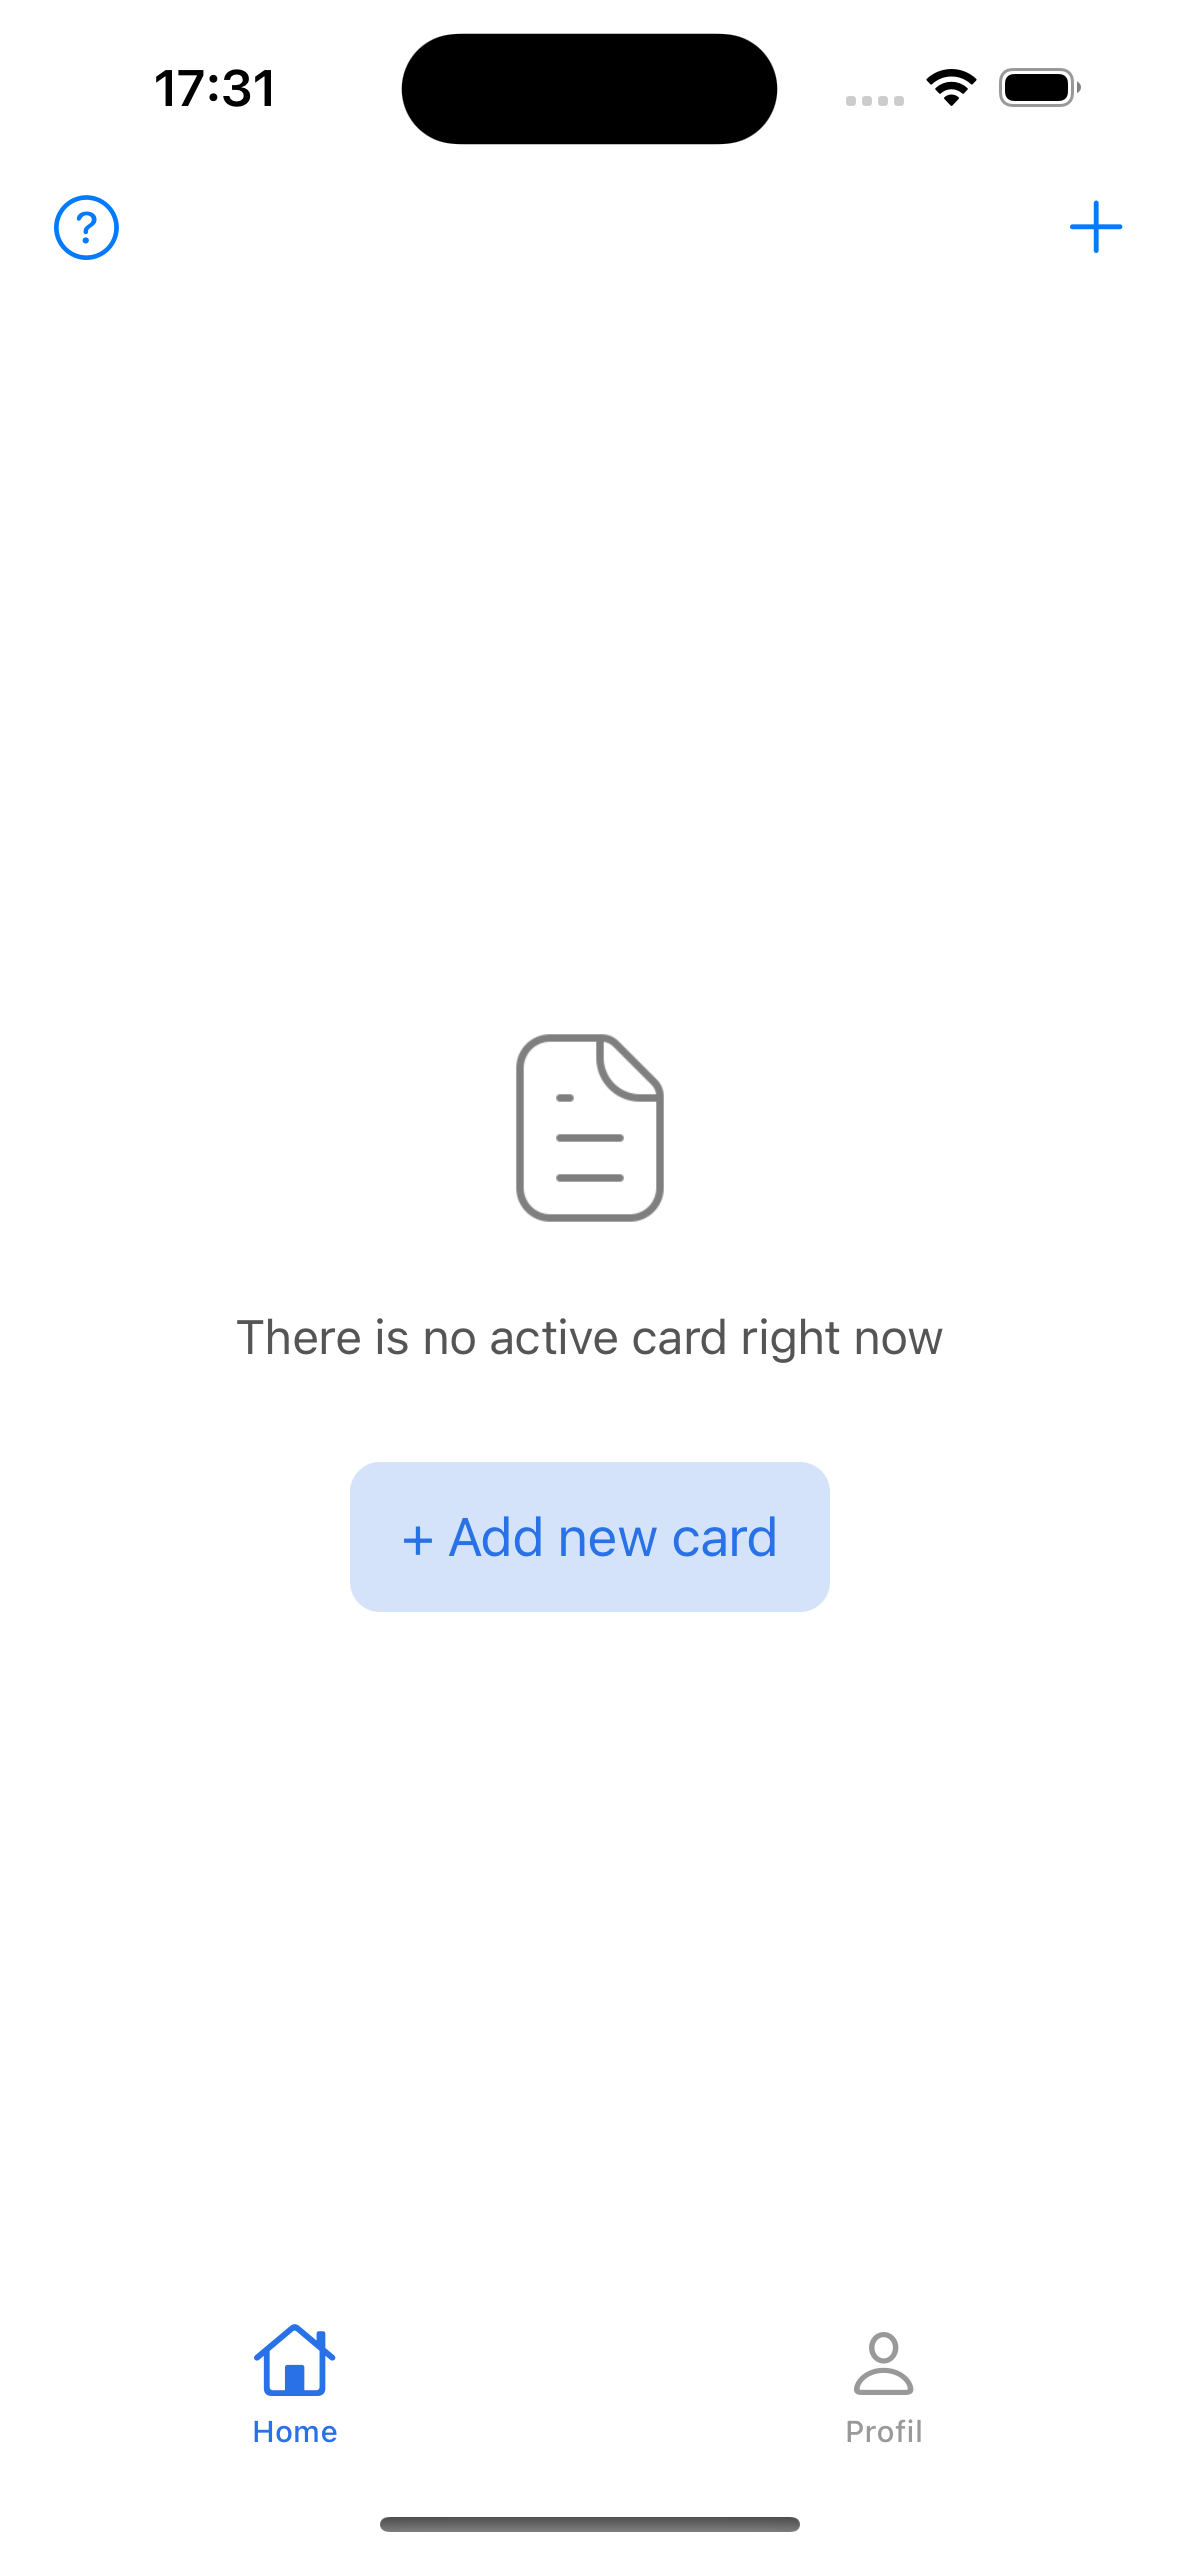 17:31
?
There is no active card right now
+ Add new card
Home
Profil